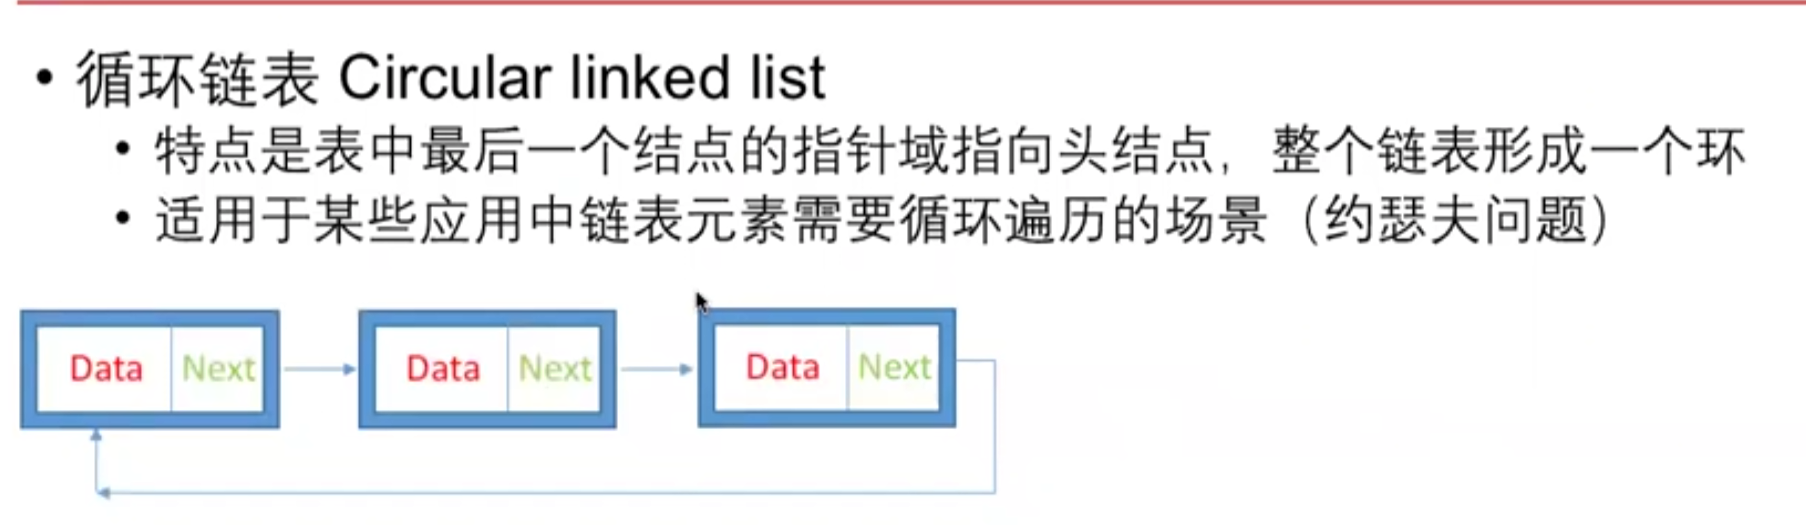 • 循环链表 Circular linked list
• 特点是表中最后一个结点的指针域指向头结点，整个链表形成一个环
• 适用于某些应用中链表元素需要循环遍历的场景（约瑟夫问题）
Data Next Data Next Data Next